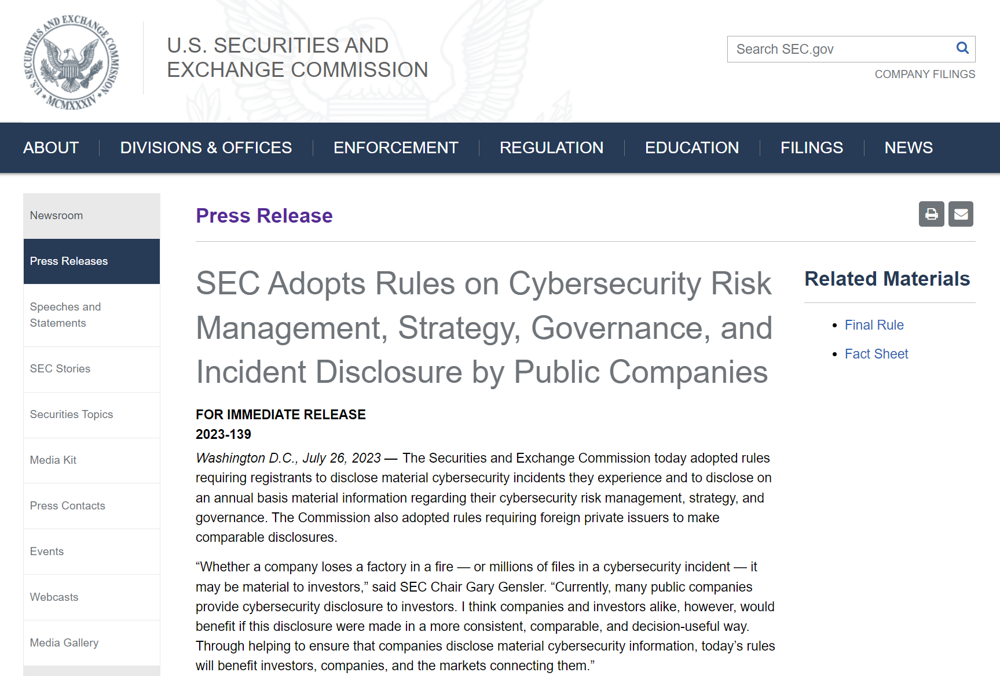 U.S. SECURITIES AND EXCHANGE COMMISSION
MCMXXXIV
U.S. SECURITIES AND
EXCHANGE COMMISSION
Search SEC.gov
COMPANY FILINGS
ABOUT
DIVISIONS & OFFICES
ENFORCEMENT
REGULATION
EDUCATION
FILINGS
NEWS
Newsroom
Press Releases
Speeches and
Statements
SEC Stories
Securities Topics
Media Kit
Press Contacts
Events
Webcasts
Media Gallery
Press Release
SEC Adopts Rules on Cybersecurity Risk
Management, Strategy, Governance, and
Incident Disclosure by Public Companies
FOR IMMEDIATE RELEASE
2023-139
Washington D.C., July 26, 2023 — The Securities and Exchange Commission today adopted rules
requiring registrants to disclose material cybersecurity incidents they experience and to disclose on
an annual basis material information regarding their cybersecurity risk management, strategy, and
governance. The Commission also adopted rules requiring foreign private issuers to make
comparable disclosures.
“Whether a company loses a factory in a fire — or millions of files in a cybersecurity incident — it
may be material to investors,” said SEC Chair Gary Gensler. “Currently, many public companies
provide cybersecurity disclosure to investors. I think companies and investors alike, however, would
benefit if this disclosure were made in a more consistent, comparable, and decision-useful way.
Through helping to ensure that companies disclose material cybersecurity information, today’s rules
will benefit investors, companies, and the markets connecting them.”
Related Materials
Final Rule
Fact Sheet